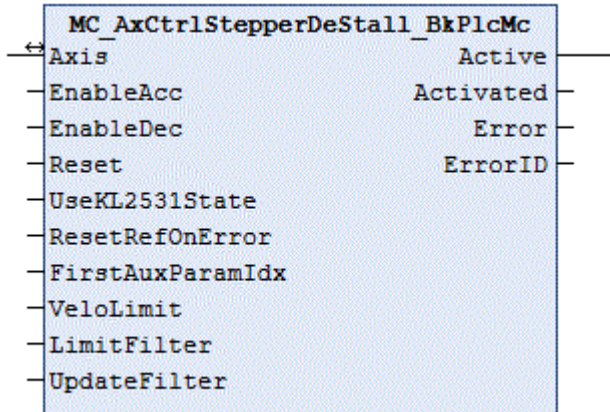 MC_AxCtrlStepperDeStall_BkPlcMc
Axis Active
EnableAcc Activated
EnableDec Error
Reset ErrorID
UseKL2531State
ResetRefOnError
FirstAuxParamIdx
VeloLimit
LimitFilter
UpdateFilter